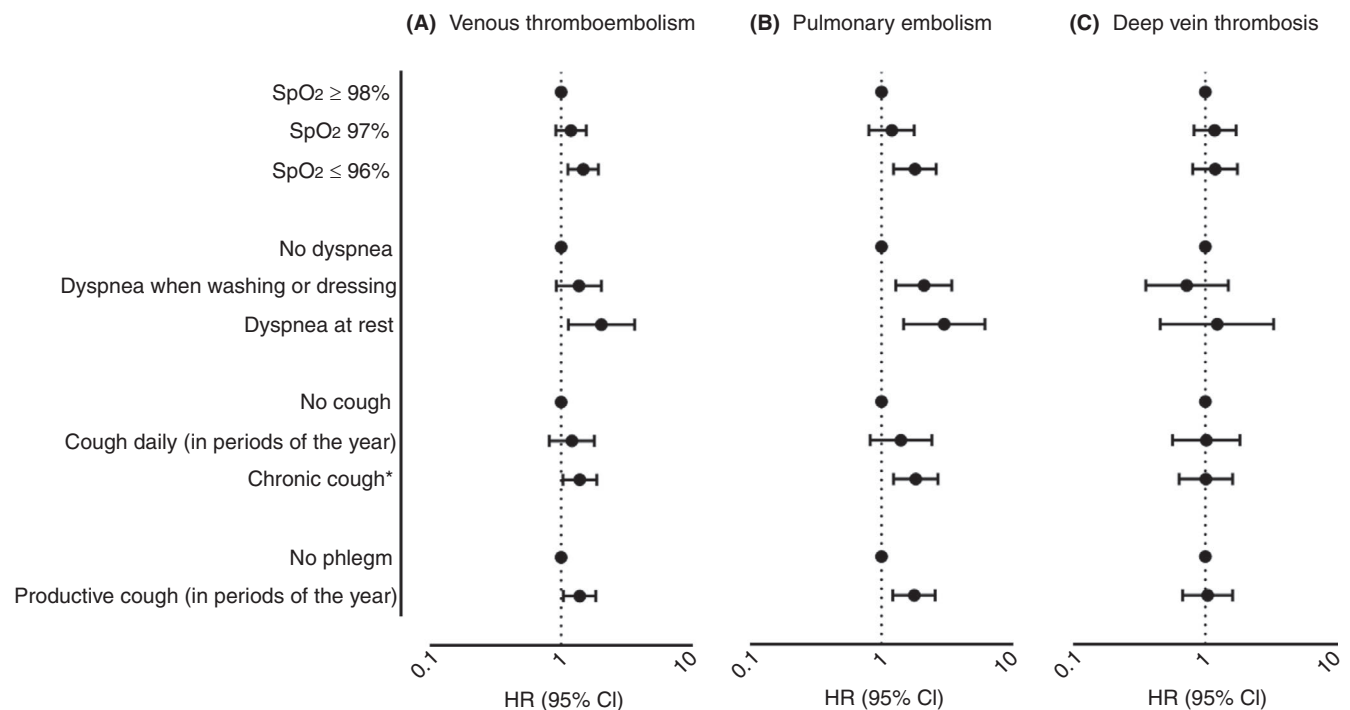 (A) Venous thromboembolism
(B) Pulmonary embolism
(C) Deep vein thrombosis
SpO2 ≥ 98%
SpO2 97%
SpO2 ≤ 96%
No dyspnea
Dyspnea when washing or dressing
Dyspnea at rest
No cough
Cough daily (in periods of the year)
Chronic cough*
No phlegm
Productive cough (in periods of the year)
0.1 1 10
0.1 1 10
0.1 1 10
HR (95% CI)
HR (95% CI)
HR (95% CI)